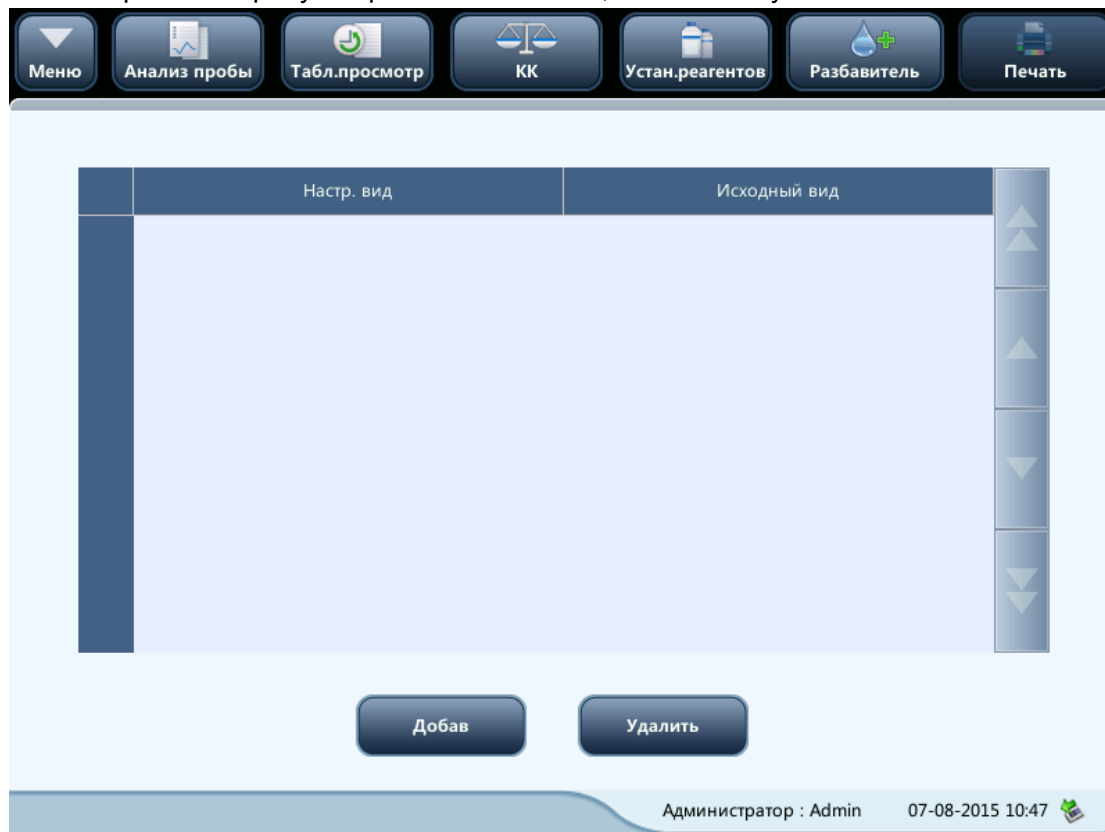 Меню
Анализ пробы
Табл.просмотр
КК
Устан.реагентов
Разбавитель
Печать
Настр. вид
Исходный вид
Добав
Удалить
Администратор : Admin
07-08-2015 10:47